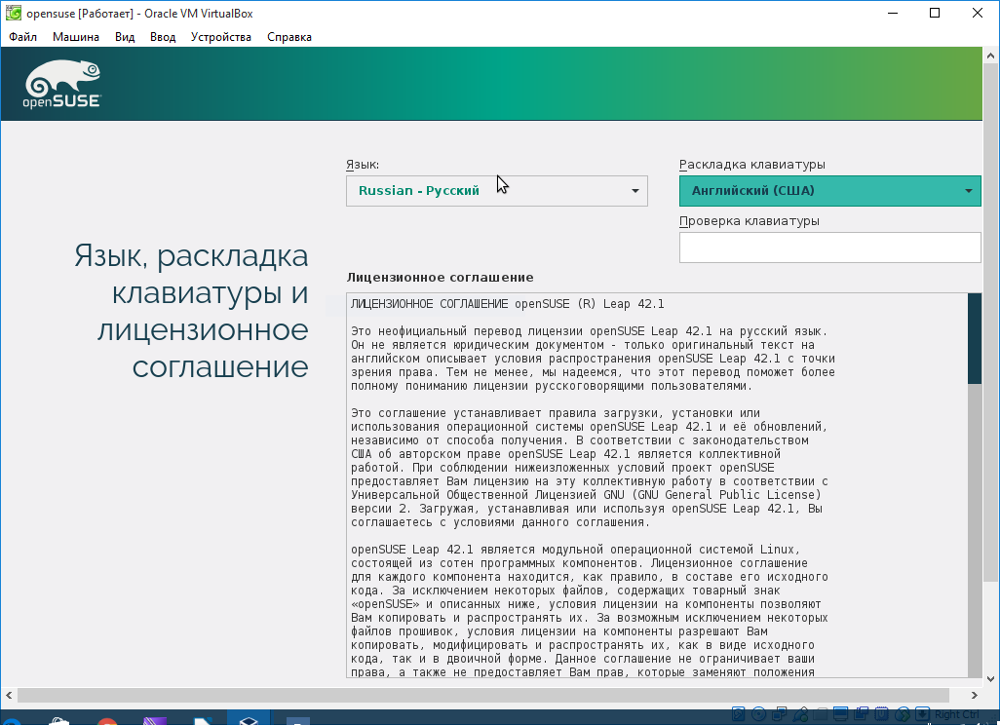 opensuse [Работает] - Oracle VM VirtualBox
Файл Машина Вид Ввод Устройства Справка
openSUSE
Язык:
Раскладка клавиатуры
Russian - Русский
Английский (США)
Проверка клавиатуры
Язык, раскладка
клавиатуры и
лицензионное
соглашение
Лицензионное соглашение
ЛИЦЕНЗИОННОЕ СОГЛАШЕНИЕ openSUSE (R) Leap 42.1
Это неофициальный перевод лицензии openSUSE Leap 42.1 на русский язык.
Он не является юридическим документом - только оригинальный текст на
английском описывает условия распространения openSUSE Leap 42.1 с точки
зрения права. Тем не менее, мы надеемся, что этот перевод поможет более
полному пониманию лицензии русскоговорящими пользователями.
Это соглашение устанавливает правила загрузки, установки или
использования операционной системы openSUSE Leap 42.1 и её обновлений,
независимо от способа получения. В соответствии с законодательством
США об авторском праве openSUSE Leap 42.1 является коллективной
работой. При соблюдении нижеизложенных условий проект openSUSE
предоставляет Вам лицензию на эту коллективную работу в соответствии с
Универсальной Общественной Лицензией GNU (GNU General Public License)
версии 2. Загружая, устанавливая или используя openSUSE Leap 42.1, Вы
соглашаетесь с условиями данного соглашения.
openSUSE Leap 42.1 является модульной операционной системой Linux,
состоящей из сотен программных компонентов. Лицензионное соглашение
для каждого компонента находится, как правило, в составе его исходного
кода. За исключением некоторых файлов, содержащих товарный знак
«openSUSE» и описанных ниже, условия лицензии на компоненты позволяют
Вам копировать и распространять их. За возможным исключением некоторых
файлов прошивок, условия лицензии на компоненты разрешают Вам
копировать, модифицировать и распространять их, как в виде исходного
кода, так и в двоичной форме. Данное соглашение не ограничивает ваши
права, а также не предоставляет Вам прав, которые заменяют положения
Right Ctrl